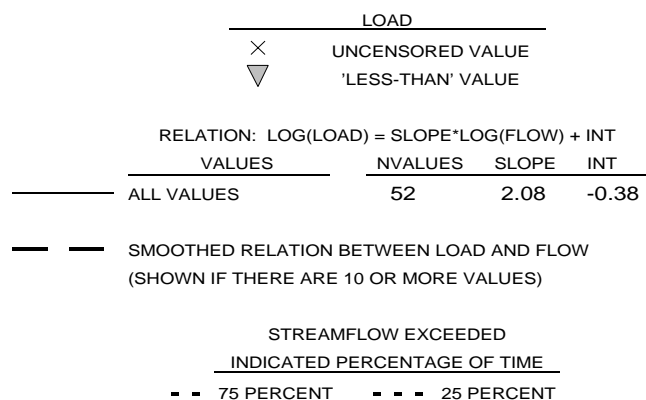 LOAD
UNCENSORED VALUE
'LESS-THAN' VALUE
RELATION: LOG(LOAD) = SLOPE*LOG(FLOW) + INT
VALUES NVALUES SLOPE INT
ALL VALUES 52 2.08 -0.38
SMOOTHED RELATION BETWEEN LOAD AND FLOW
(SHOWN IF THERE ARE 10 OR MORE VALUES)
STREAMFLOW EXCEEDED
INDICATED PERCENTAGE OF TIME
75 PERCENT 25 PERCENT